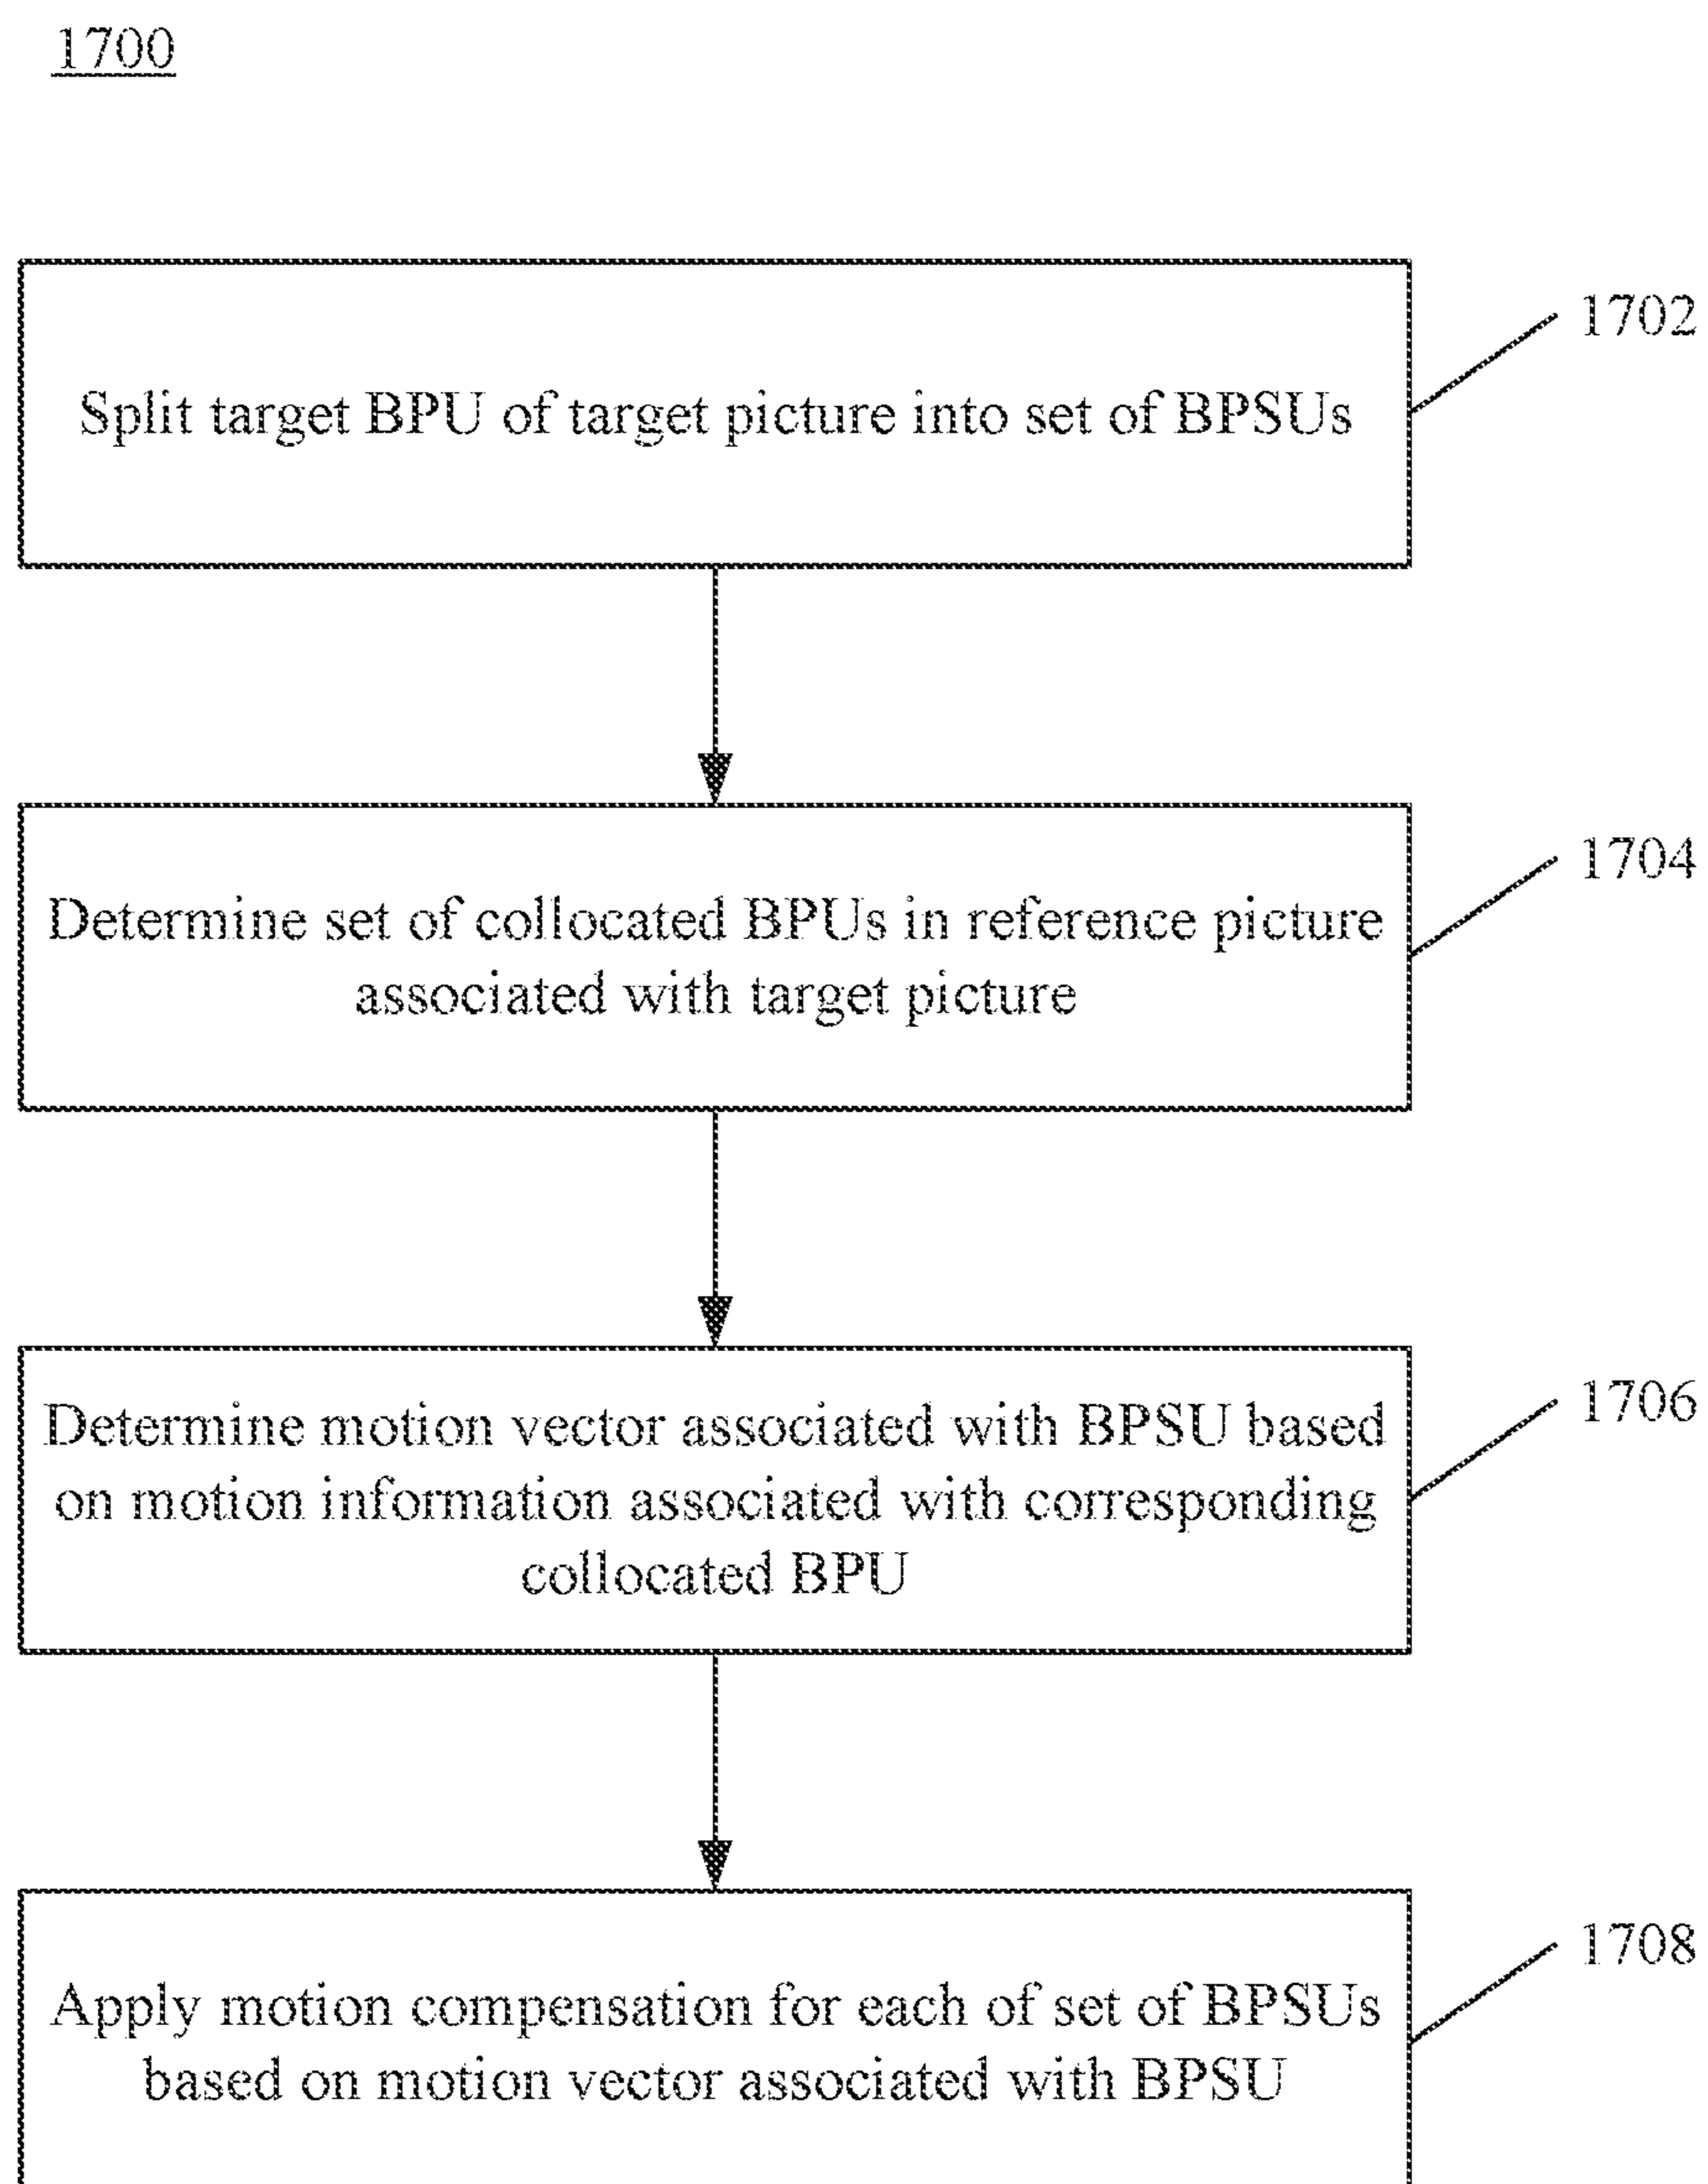 1700
Split target BPU of target picture into set of BPSUs
1702
Determine set of collocated BPUs in reference picture
associated with target picture
1704
Determine motion vector associated with BPSU based
on motion information associated with corresponding
collocated BPU
1706
Apply motion compensation for each of set of BPSUs
based on motion vector associated with BPSU
1708